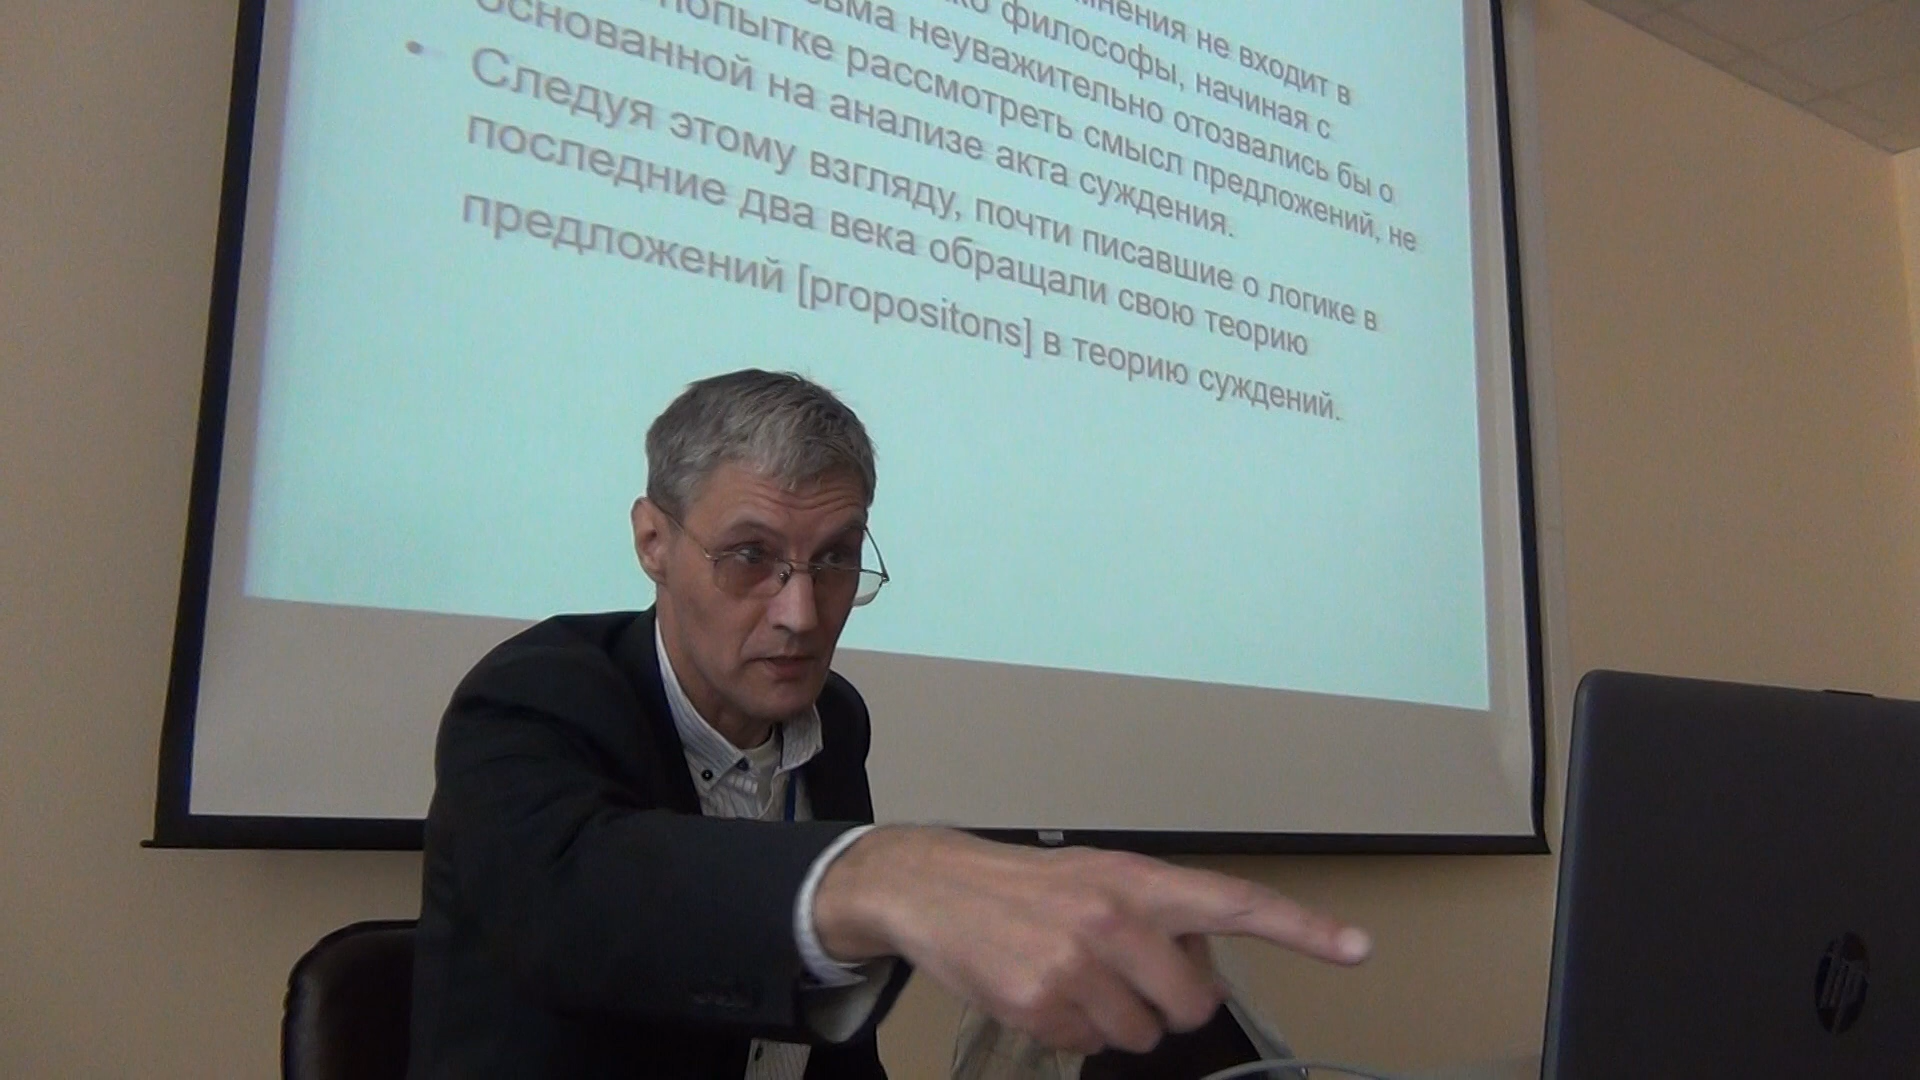 мнения не входит в
философы, начиная с
неуважительно отозвались бы о
попытке рассмотреть смысл предложений, не
основанной на анализе акта суждения.
• Следуя этому взгляду, почти писавшие о логике в
последние два века обращали свою теорию
предложений [propositons] в теорию суждений.
hp